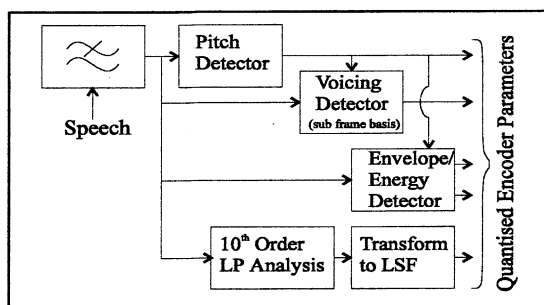 Pitch
Detector
Speech
Voicing
Detector
(sub frame basis)
Envelope/
Energy
Detector
10th Order
LP Analysis
Transform
to LSF
Quantised Encoder Parameters